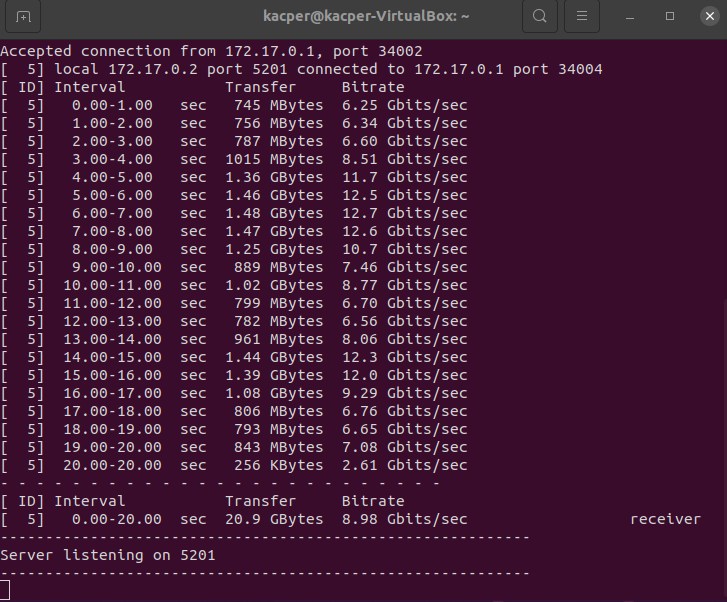 kacper@kacper-VirtualBox: ~
Accepted connection from 172.17.0.1, port 34002
[  5] local 172.17.0.2 port 5201 connected to 172.17.0.1 port 34004
[ ID] Interval           Transfer     Bitrate
[  5]   0.00-1.00   sec   745 MBytes  6.25 Gbits/sec
[  5]   1.00-2.00   sec   756 MBytes  6.34 Gbits/sec
[  5]   2.00-3.00   sec   787 MBytes  6.60 Gbits/sec
[  5]   3.00-4.00   sec  1015 MBytes  8.51 Gbits/sec
[  5]   4.00-5.00   sec  1.36 GBytes  11.7 Gbits/sec
[  5]   5.00-6.00   sec  1.46 GBytes  12.5 Gbits/sec
[  5]   6.00-7.00   sec  1.48 GBytes  12.7 Gbits/sec
[  5]   7.00-8.00   sec  1.47 GBytes  12.6 Gbits/sec
[  5]   8.00-9.00   sec  1.25 GBytes  10.7 Gbits/sec
[  5]   9.00-10.00  sec   889 MBytes  7.46 Gbits/sec
[  5]  10.00-11.00  sec  1.02 GBytes  8.77 Gbits/sec
[  5]  11.00-12.00  sec   799 MBytes  6.70 Gbits/sec
[  5]  12.00-13.00  sec   782 MBytes  6.56 Gbits/sec
[  5]  13.00-14.00  sec   961 MBytes  8.06 Gbits/sec
[  5]  14.00-15.00  sec  1.44 GBytes  12.3 Gbits/sec
[  5]  15.00-16.00  sec  1.39 GBytes  12.0 Gbits/sec
[  5]  16.00-17.00  sec  1.08 GBytes  9.29 Gbits/sec
[  5]  17.00-18.00  sec   806 MBytes  6.76 Gbits/sec
[  5]  18.00-19.00  sec   793 MBytes  6.65 Gbits/sec
[  5]  19.00-20.00  sec   843 MBytes  7.08 Gbits/sec
[  5]  20.00-20.00  sec   256 KBytes  2.61 Gbits/sec
- - - - - - - - - - - - - - - - - - - - - - - - -
[ ID] Interval           Transfer     Bitrate
[  5]   0.00-20.00  sec  20.9 GBytes  8.98 Gbits/sec                  receiver
-----------------------------------------------------------
Server listening on 5201
-----------------------------------------------------------